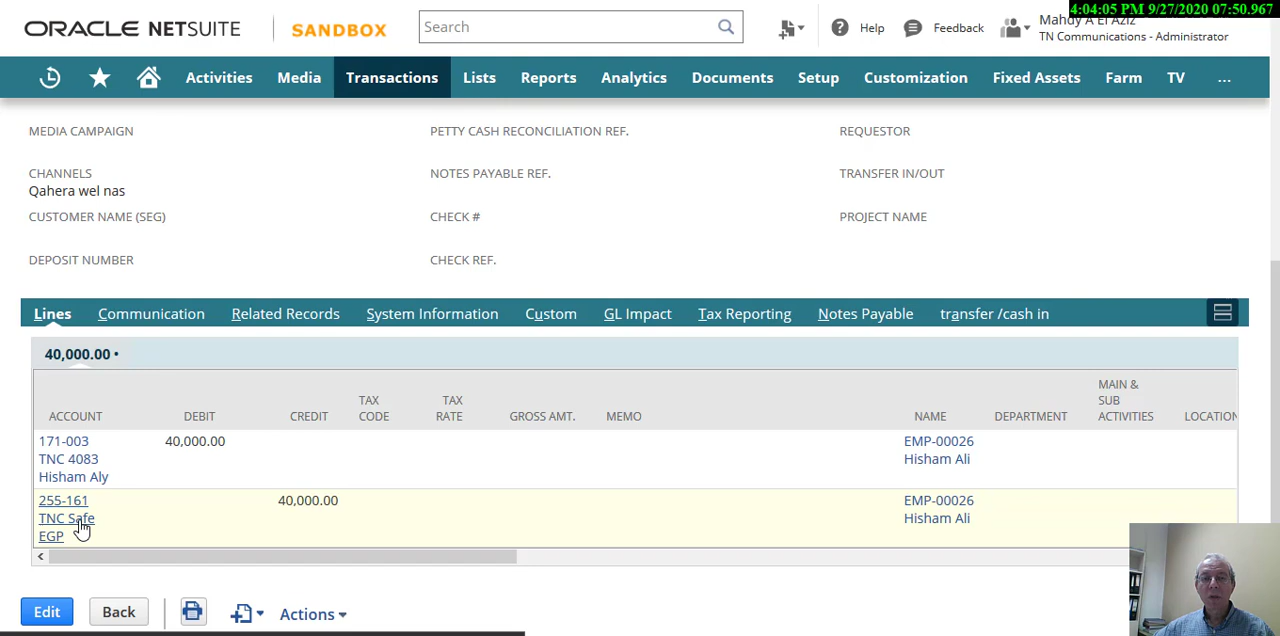 4:04:05 PM 9/27/2020 07:50.967
ORACLE NETSUITE
SANDBOX
Search
Help
Feedback
Mahdy A El Aziz
TN Communications - Administrator
Activities
Media
Transactions
Lists
Reports
Analytics
Documents
Setup
Customization
Fixed Assets
Farm
TV
...
MEDIA CAMPAIGN
PETTY CASH RECONCILIATION REF.
REQUESTOR
CHANNELS
Qahera wel nas
NOTES PAYABLE REF.
TRANSFER IN/OUT
CUSTOMER NAME (SEG)
CHECK #
PROJECT NAME
DEPOSIT NUMBER
CHECK REF.
Lines
Communication
Related Records
System Information
Custom
GL Impact
Tax Reporting
Notes Payable
transfer /cash in
40,000.00 •
ACCOUNT
DEBIT
CREDIT
TAX
CODE
TAX
RATE
GROSS AMT.
MEMO
NAME
DEPARTMENT
MAIN &
SUB
ACTIVITIES
LOCATION
171-003
TNC 4083
Hisham Aly
40,000.00
EMP-00026
Hisham Ali
255-161
TNC Safe
EGP
40,000.00
EMP-00026
Hisham Ali
Edit
Back
Actions